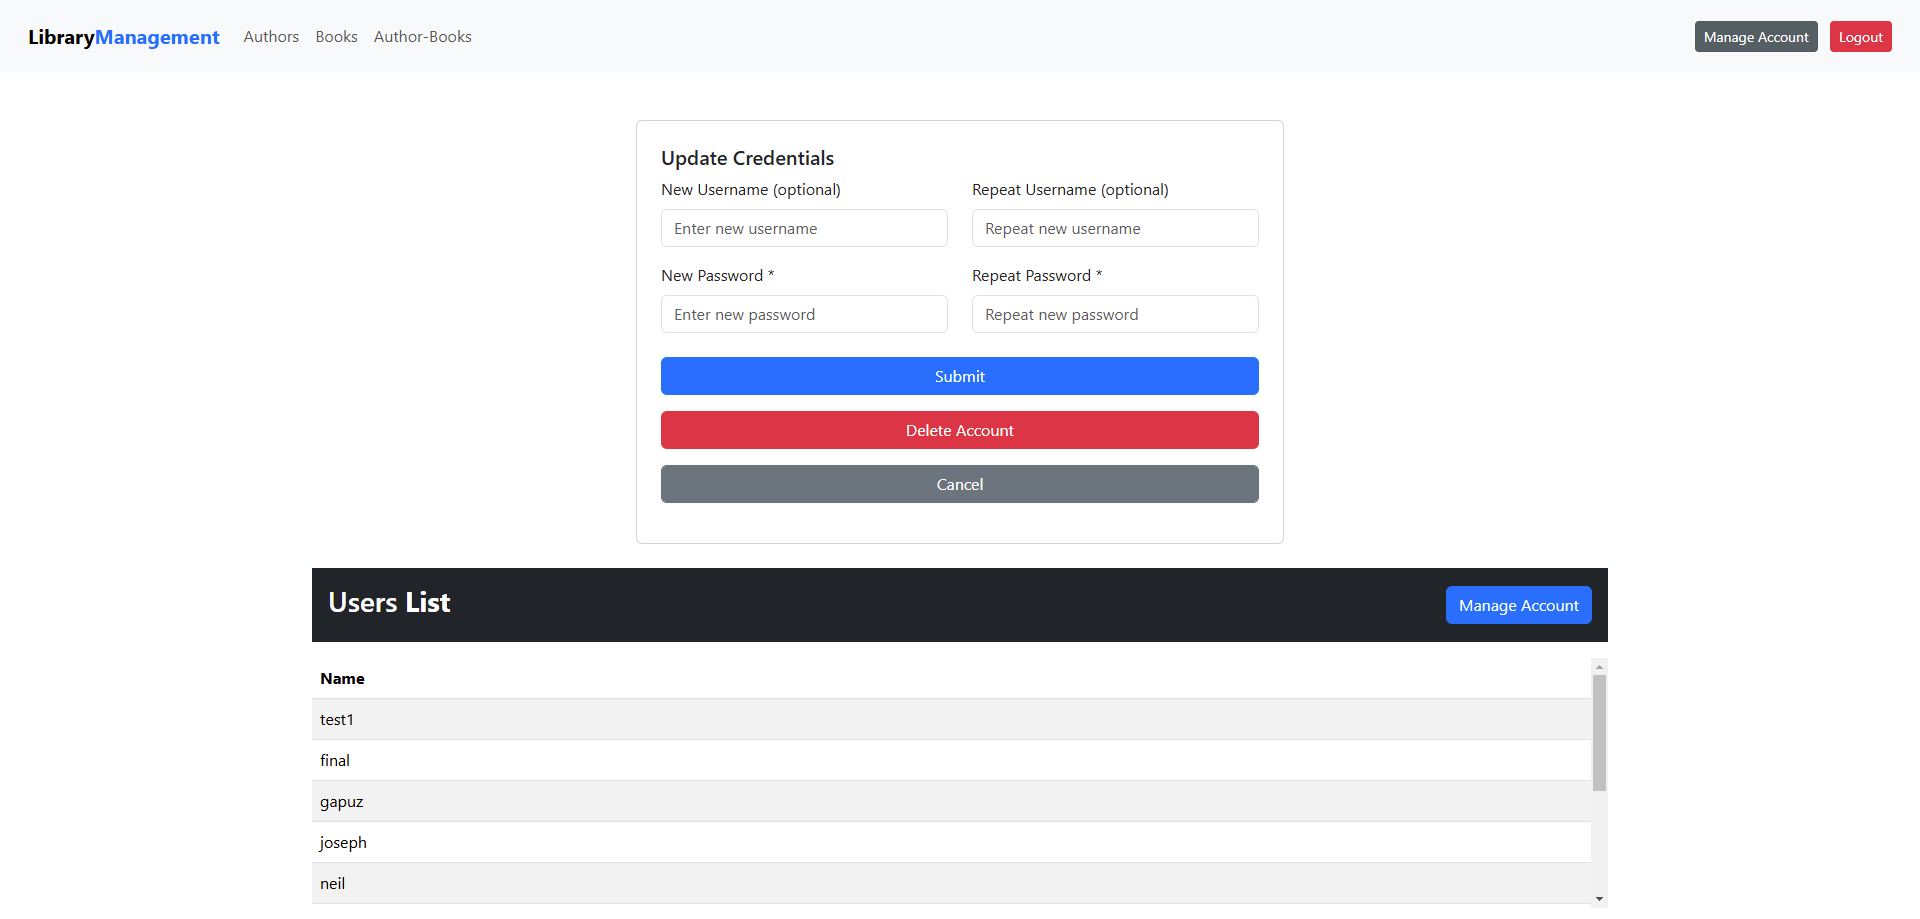 LibraryManagement Authors Books Author-Books Manage Account Logout
Update Credentials
New Username (optional) Repeat Username (optional)
Enter new username Repeat new username
New Password * Repeat Password *
Enter new password Repeat new password
Submit
Delete Account
Cancel
Users List Manage Account
Name
test1
final
gapuz
joseph
neil